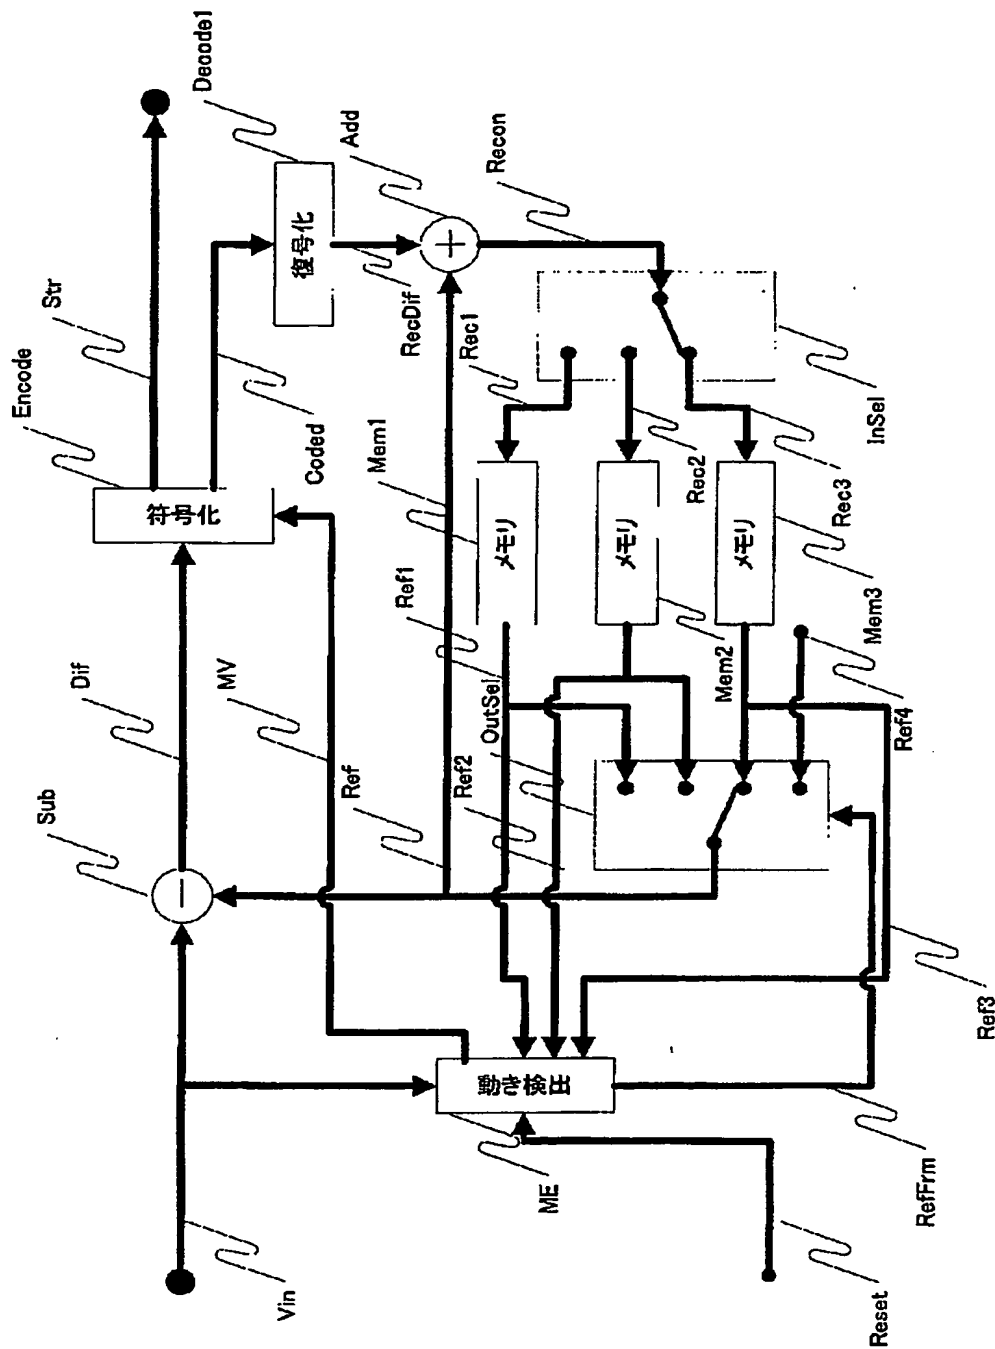 Vin
Sub
Dif
Encode
符号化
Str
MV
Coded
Decode1
復号化
Add
RecDif
Recon
Ref
Ref1
Mem1
Rec1
メモリ
Ref2
OutSel
メモリ
Mem2
Rec2
メモリ
Mem3
Rec3
InSel
Ref4
Ref3
動き検出
ME
RefFrm
Reset